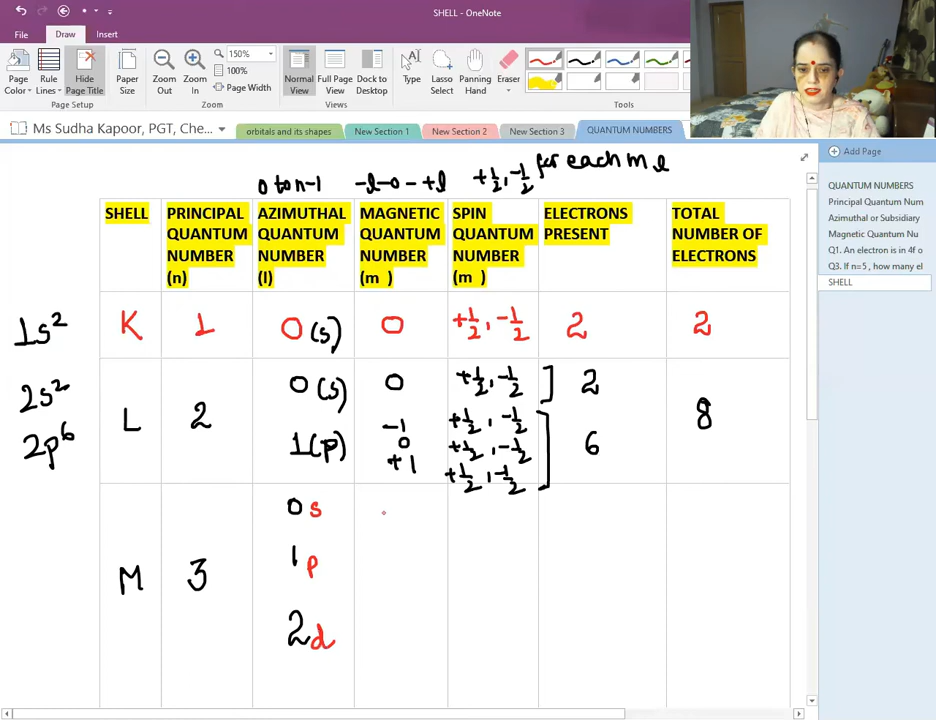 SHELL - OneNote
File
Draw
Insert
Page Color
Rule Lines
Hide Page Title
Paper Size
Zoom Out
Zoom In
150%
100%
Page Width
Normal View
Full Page View
Dock to Desktop
Type
Lasso Select
Panning Hand
Eraser
Page Setup
Zoom
Views
Tools
Ms Sudha Kapoor, PGT, Che...
orbitals and its shapes
New Section 1
New Section 2
New Section 3
QUANTUM NUMBERS
Add Page
QUANTUM NUMBERS
Principal Quantum Num
Azimuthal or Subsidiary
Magnetic Quantum Nu
Q1. An electron is in 4f o
Q3. If n=5 , how many el
SHELL
0 to n-1
-l-0-+l
+1/2, -1/2 for each m l
SHELL
PRINCIPAL QUANTUM NUMBER (n)
AZIMUTHAL QUANTUM NUMBER (l)
MAGNETIC QUANTUM NUMBER (m )
SPIN QUANTUM NUMBER (m )
ELECTRONS PRESENT
TOTAL NUMBER OF ELECTRONS
1s² K 1 0 (s) 0 +1/2, -1/2 2 2
2s² 0 (s) 0 +1/2, -1/2 ] 2
L 2 8
2p⁶ 1 (p) -1 +1/2, -1/2
0 +1/2, -1/2 ] 6
+1 +1/2, -1/2
0 s
1 p
M 3
2 d